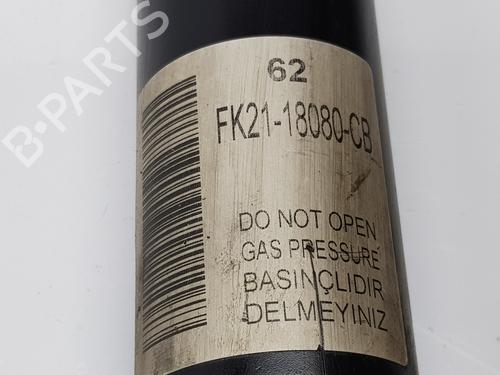 62
FK21-18080-CB
DO NOT OPEN
GAS PRESSURE
BASINÇLIDIR
DELMEYINIZ
B-PARTS